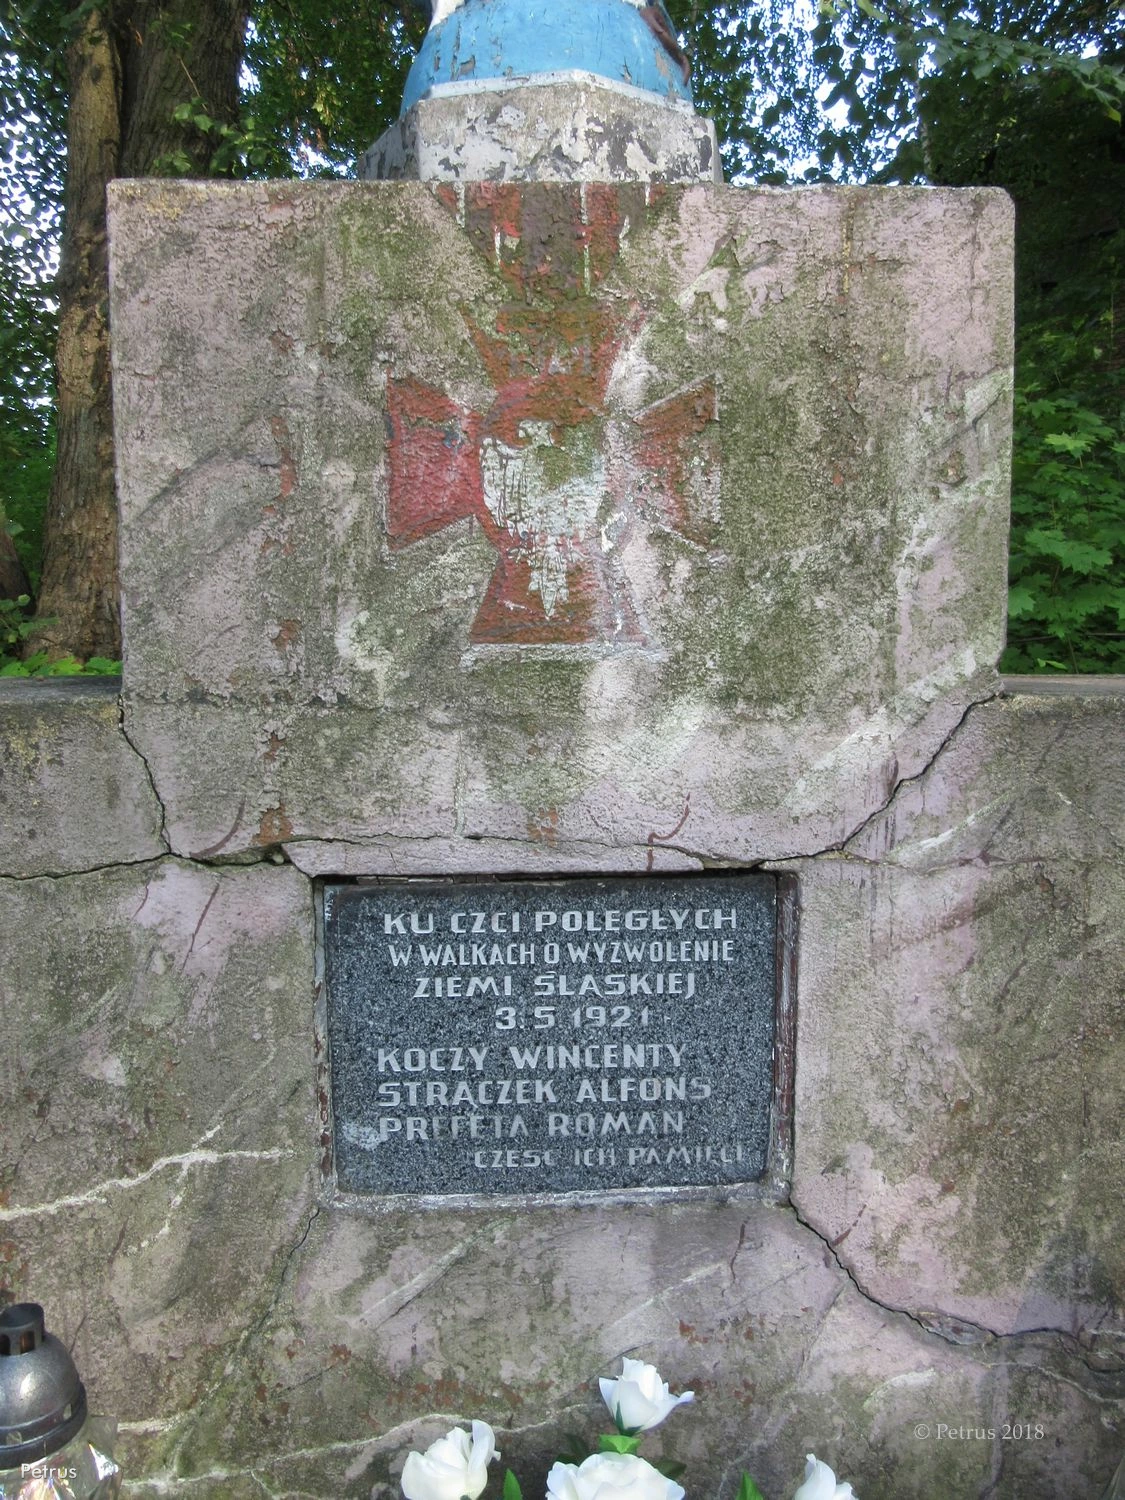 KU CZCI POLEGŁYCH
W WALKACH O WYZWOLENIE
ZIEMI ŚLĄSKIEJ
3.5 1921
KOCZY WINCENTY
STRĄCZEK ALFONS
PREFETA ROMAN
CZEŚĆ ICH PAMIĘCI
© Petrus 2018
Petrus